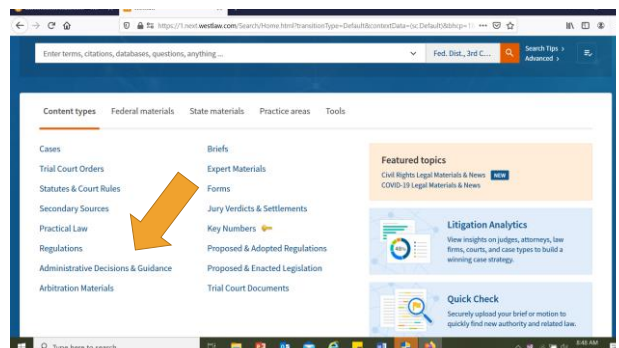 https://1.next.westlaw.com/Search/Home.html?transitionType=Default&contextData=(sc.Default)&bhcp=1
Enter terms, citations, databases, questions, anything ...
Fed. Dist., 3rd C...
Search Tips >
Advanced >
Content types Federal materials State materials Practice areas Tools
Cases
Trial Court Orders
Statutes & Court Rules
Secondary Sources
Practical Law
Regulations
Administrative Decisions & Guidance
Arbitration Materials
Briefs
Expert Materials
Forms
Jury Verdicts & Settlements
Key Numbers
Proposed & Adopted Regulations
Proposed & Enacted Legislation
Trial Court Documents
Featured topics
Civil Rights Legal Materials & News NEW
COVID-19 Legal Materials & News
Litigation Analytics
View insights on judges, attorneys, law
firms, courts, and case types to build a
winning case strategy.
Quick Check
Securely upload your brief or motion to
quickly find new authority and related law.
Type here to search
8:48 AM